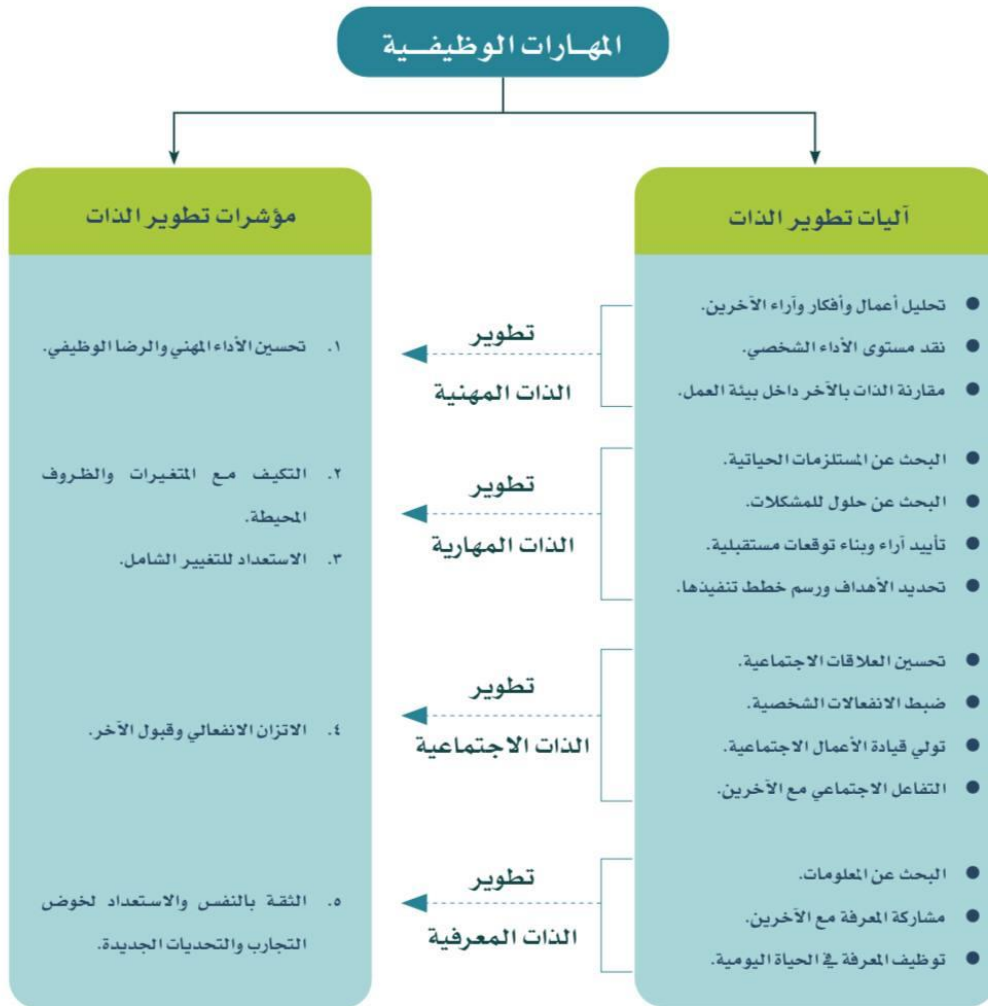 المهارات الوظيفية
آليات تطوير الذات
تحليل أعمال وأفكار وآراء الآخرين.
نقد مستوى الأداء الشخصي.
مقارنة الذات بالآخر داخل بيئة العمل.
البحث عن المستلزمات الحياتية.
البحث عن حلول للمشكلات.
تأييد آراء وبناء توقعات مستقبلية.
تحديد الأهداف ورسم خطط تنفيذها.
تحسين العلاقات الاجتماعية.
ضبط الانفعالات الشخصية.
تولي قيادة الأعمال الاجتماعية.
التفاعل الاجتماعي مع الآخرين.
البحث عن المعلومات.
مشاركة المعرفة مع الآخرين.
توظيف المعرفة في الحياة اليومية.
تطوير
الذات المهنية
تطوير
الذات المهارية
تطوير
الذات الاجتماعية
تطوير
الذات المعرفية
مؤشرات تطوير الذات
١. تحسين الأداء المهني والرضا الوظيفي.
٢. التكيف مع المتغيرات والظروف
المحيطة.
٣. الاستعداد للتغيير الشامل.
٤. الاتزان الانفعالي وقبول الآخر.
٥. الثقة بالنفس والاستعداد لخوض
التجارب والتحديات الجديدة.